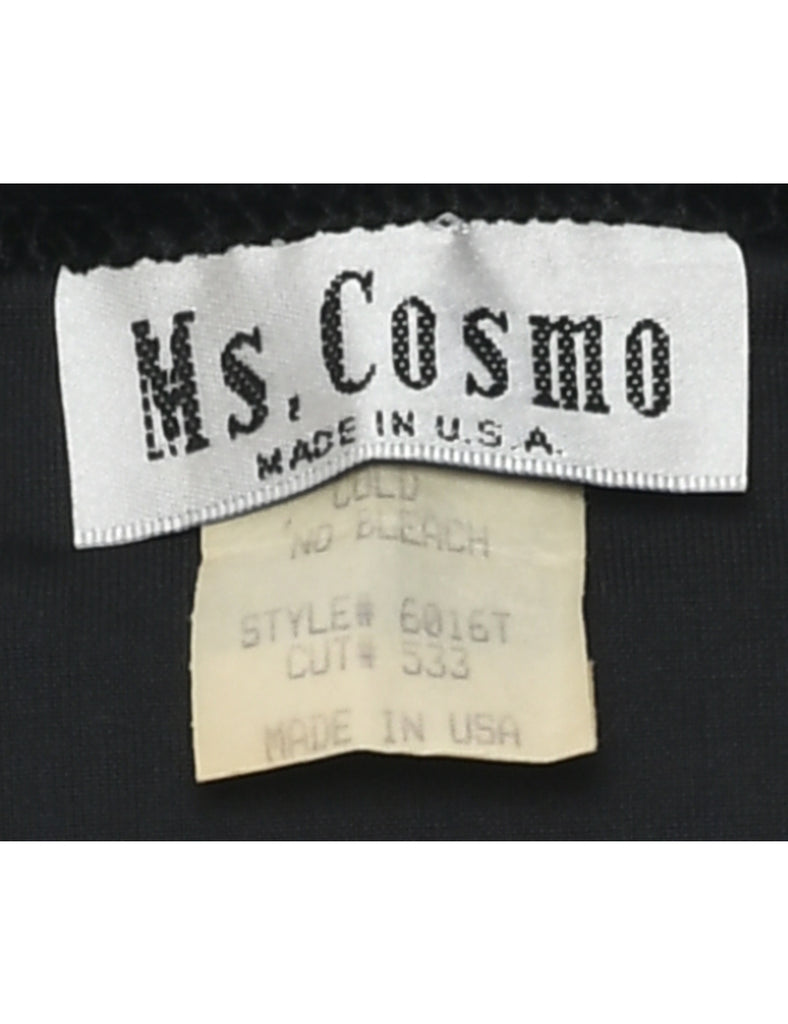 Ms. Cosmo
MADE IN U.S.A.
COLD
NO BLEACH
STYLE# 6016T
CUT# 533
MADE IN USA